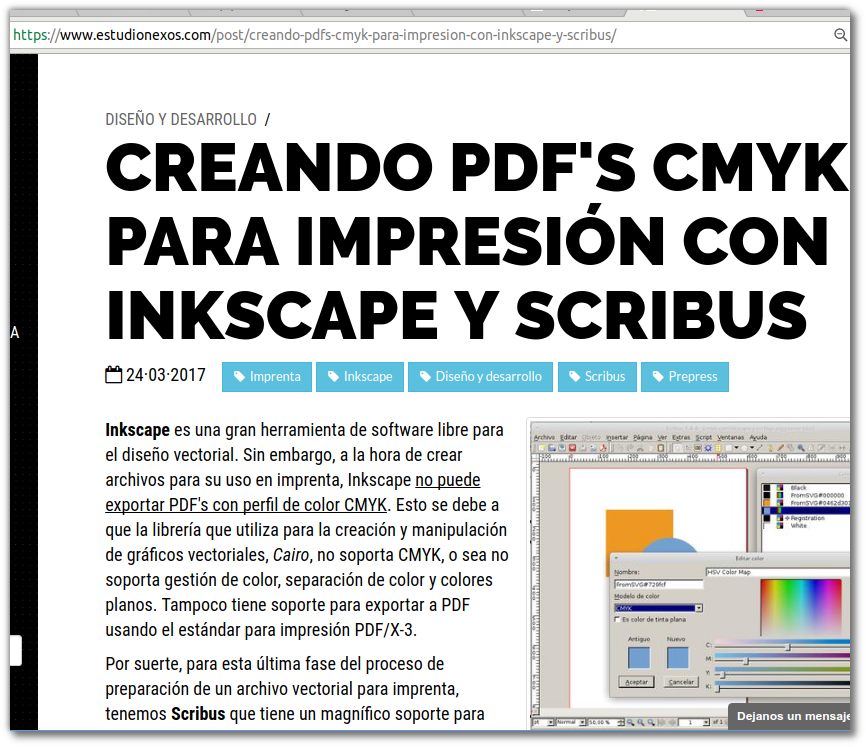 https://www.estudionexos.com/post/creando-pdfs-cmyk-para-impresion-con-inkscape-y-scribus/
DISEÑO Y DESARROLLO /
CREANDO PDF'S CMYK
PARA IMPRESIÓN CON
INKSCAPE Y SCRIBUS
A
24·03·2017 Imprenta Inkscape Diseño y desarrollo Scribus Prepress
Inkscape es una gran herramienta de software libre para
el diseño vectorial. Sin embargo, a la hora de crear
archivos para su uso en imprenta, Inkscape no puede
exportar PDF's con perfil de color CMYK. Esto se debe a
que la librería que utiliza para la creación y manipulación
de gráficos vectoriales, Cairo, no soporta CMYK, o sea no
soporta gestión de color, separación de color y colores
planos. Tampoco tiene soporte para exportar a PDF
usando el estándar para impresión PDF/X-3.
Por suerte, para esta última fase del proceso de
preparación de un archivo vectorial para imprenta,
tenemos Scribus que tiene un magnífico soporte para
Archivo Editar Objeto Insertar Página Ver Extras Script Ventanas Ayuda
Black
FromSVG#000000
Registration
White
Editar color
Nombre:
HSV Color Map
FromSVG#729fcf
Modelo de color
CMYK
Es color de tinta plana
Antiguo Nuevo
C:
M:
Y:
K:
Aceptar Cancelar
pt Normal 50.00 % 1
Dejanos un mensaje